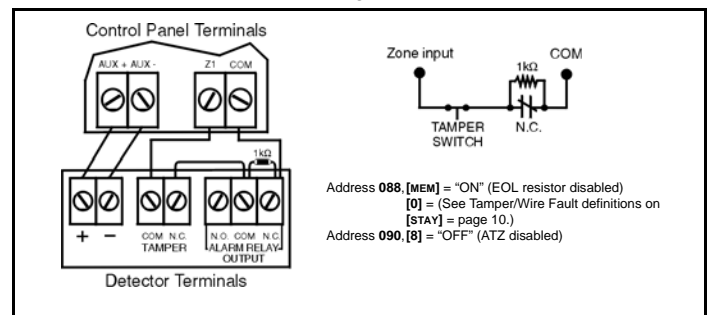 Control Panel Terminals
AUX + AUX - Z1 COM
1kΩ
+ - COM N.C. N.O. COM N.C.
TAMPER ALARM RELAY
OUTPUT
Detector Terminals
Zone input COM
1kΩ
TAMPER N.C.
SWITCH
Address 088, [MEM] = “ON” (EOL resistor disabled)
[0] = (See Tamper/Wire Fault definitions on
[STAY] = page 10.)
Address 090, [8] = “OFF” (ATZ disabled)